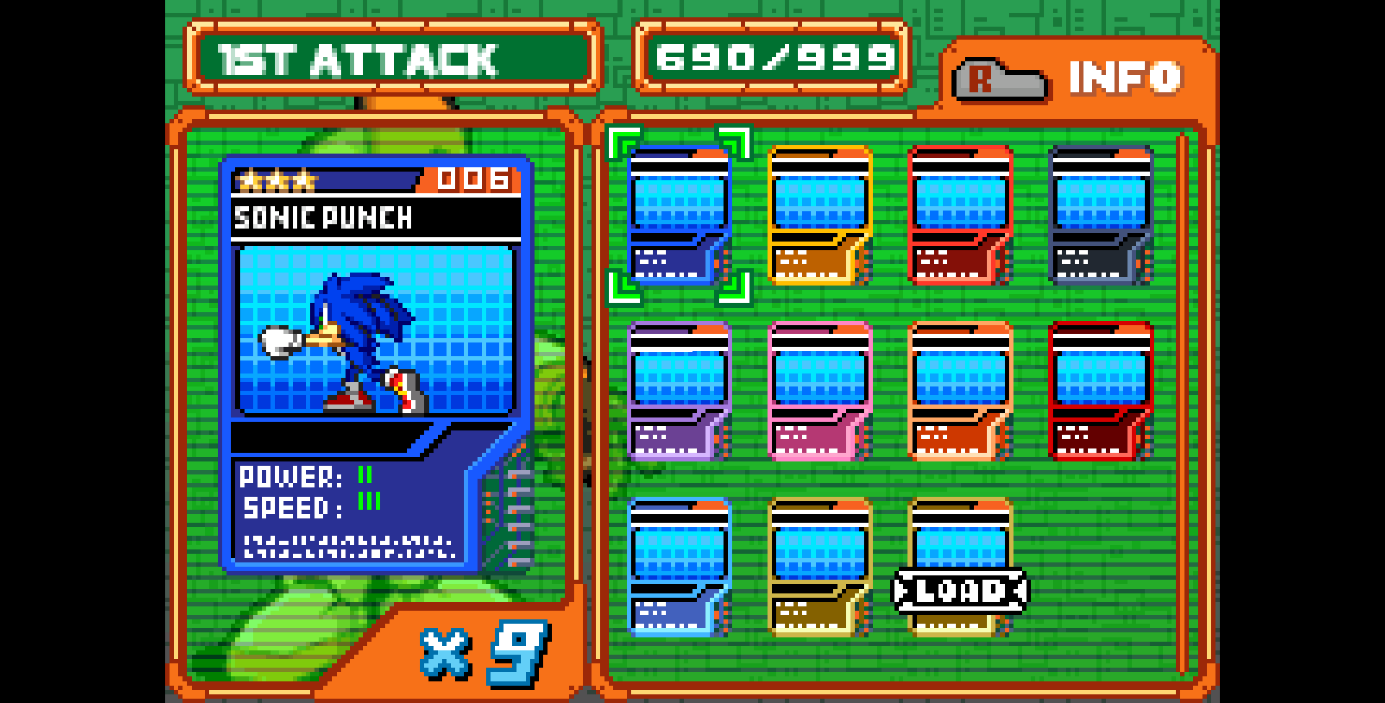 1ST ATTACK
690/999
R INFO
006
SONIC PUNCH
POWER:
SPEED:
LOAD
x 9